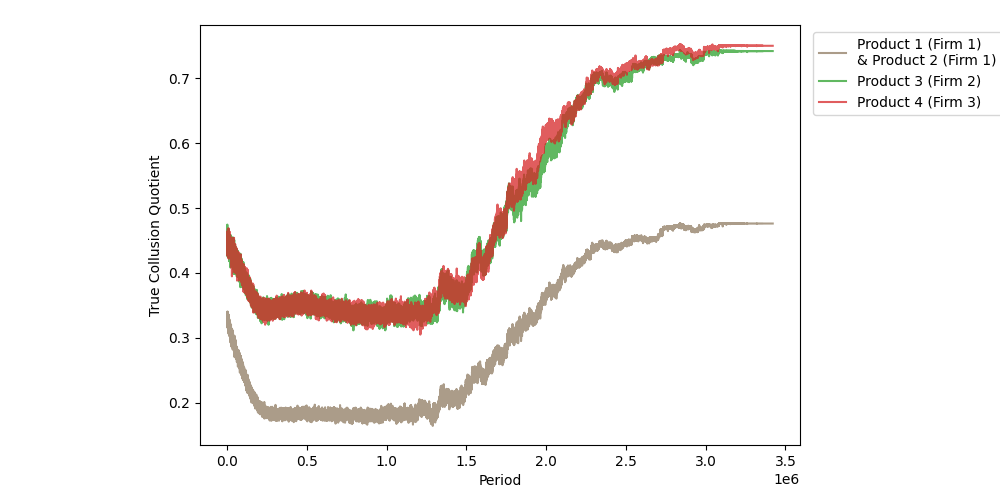 Product 1 (Firm 1)
& Product 2 (Firm 1)
Product 3 (Firm 2)
Product 4 (Firm 3)
True Collusion Quotient
0.7
0.6
0.5
0.4
0.3
0.2
0.0 0.5 1.0 1.5 2.0 2.5 3.0 3.5
1e6
Period